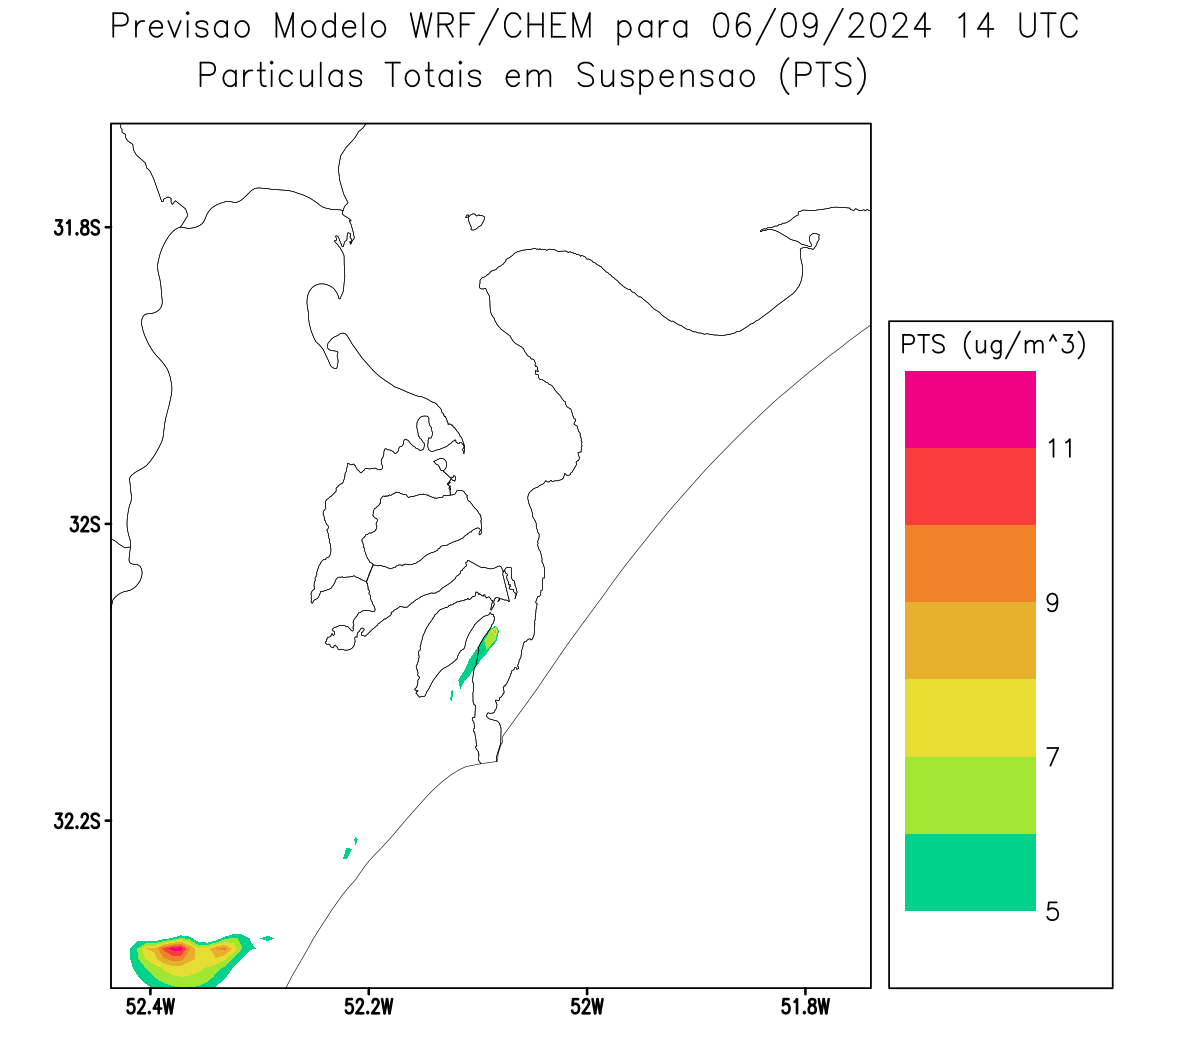 Previsao Modelo WRF/CHEM para 06/09/2024 14 UTC
Particulas Totais em Suspensao (PTS)
31.8S
32S
32.2S
52.4W
52.2W
52W
51.8W
PTS (ug/m^3)
11
9
7
5